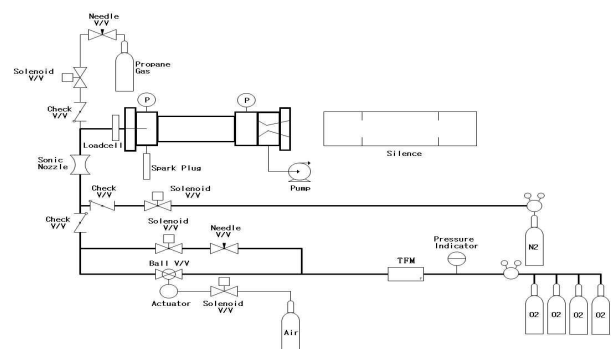 Needle
V/V
Propane
Gas
Solenoid
V/V
Check
V/V
P
P
Loadcell
Spark Plug
Pump
Silence
Sonic
Nozzle
Check
V/V
Solenoid
V/V
Check
V/V
Solenoid
V/V
Needle
V/V
N2
Pressure
Indicator
TFM
Ball V/V
Actuator
Solenoid
V/V
Air
O2
O2
O2
O2